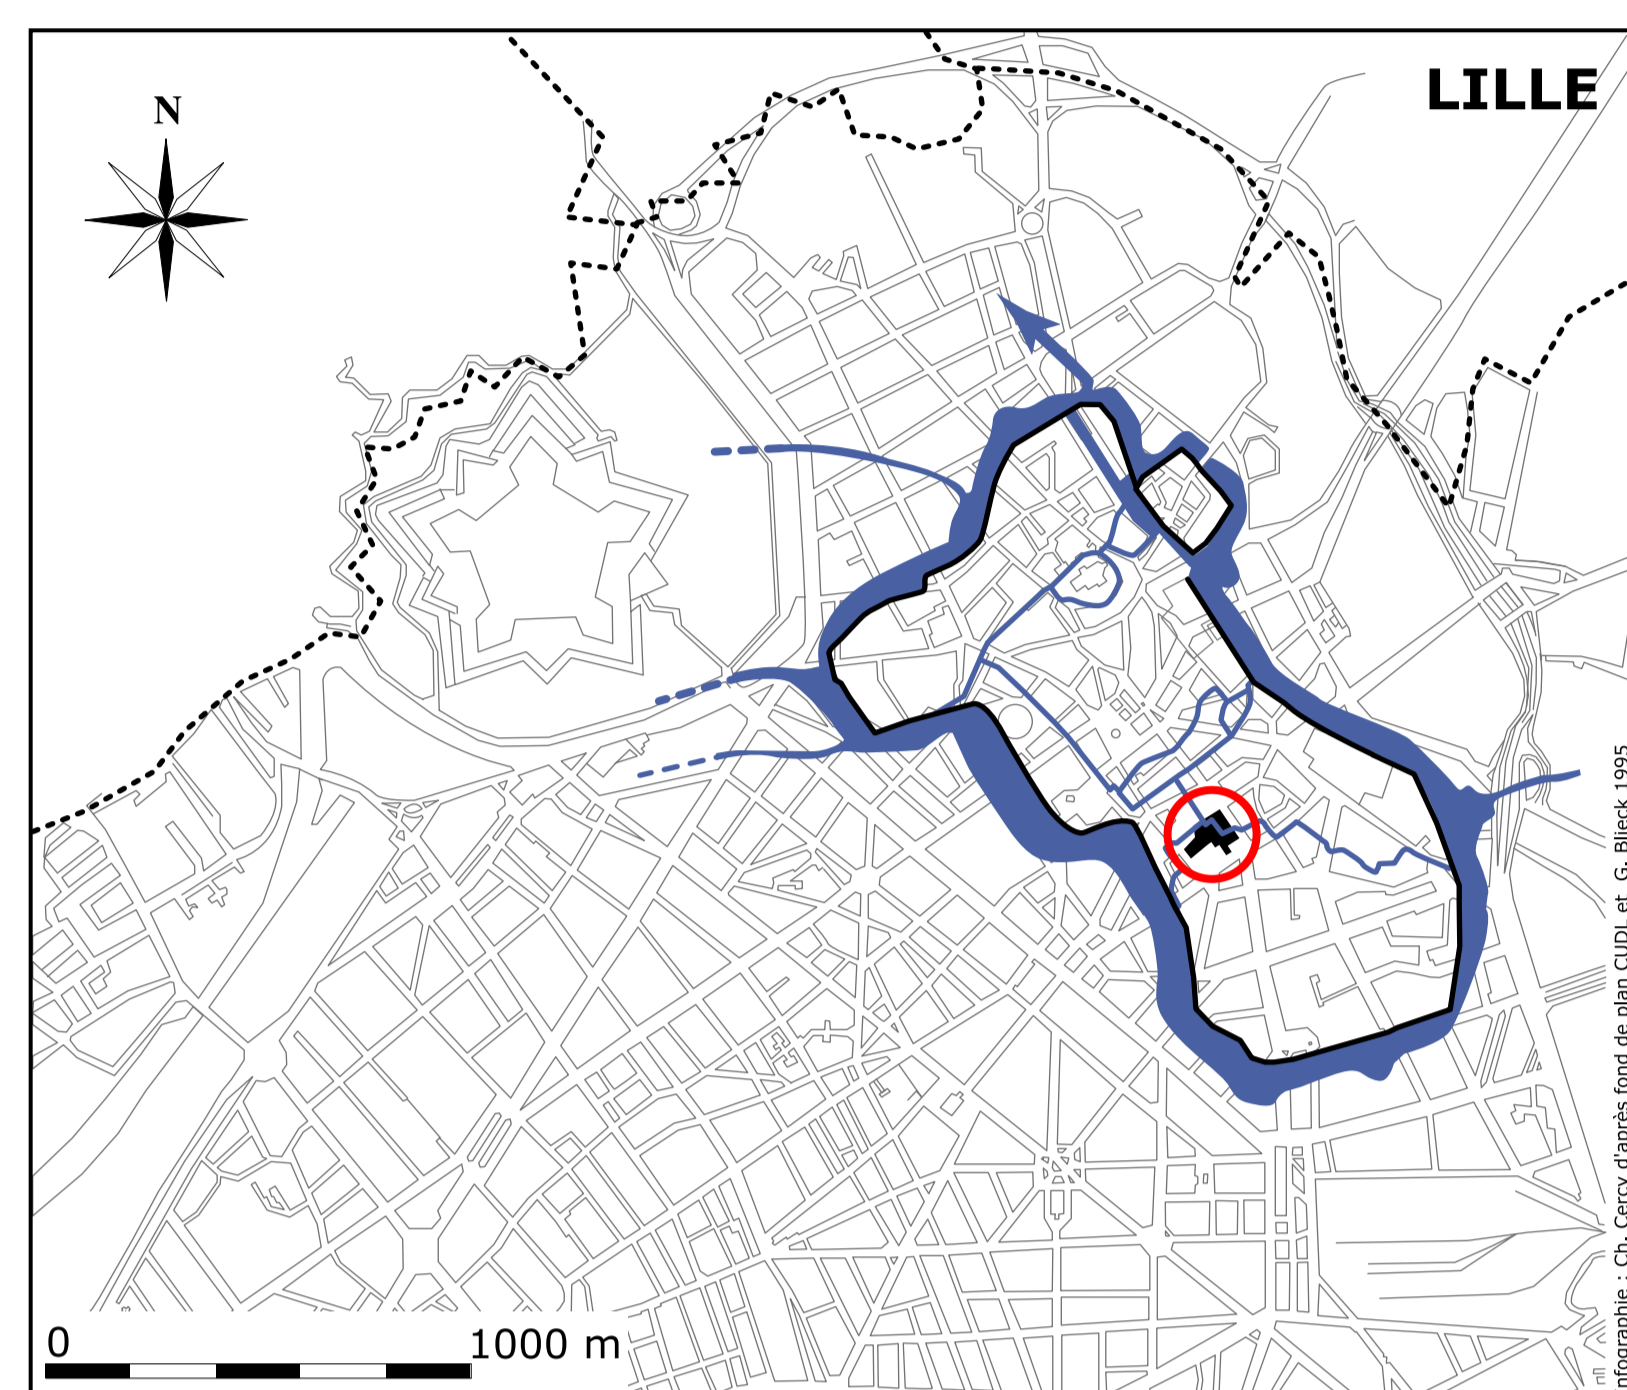 LILLE
N
Infographie : Ch. Cercy d'après fond de plan CUDL et G. Blieck 1995
0
1000 m